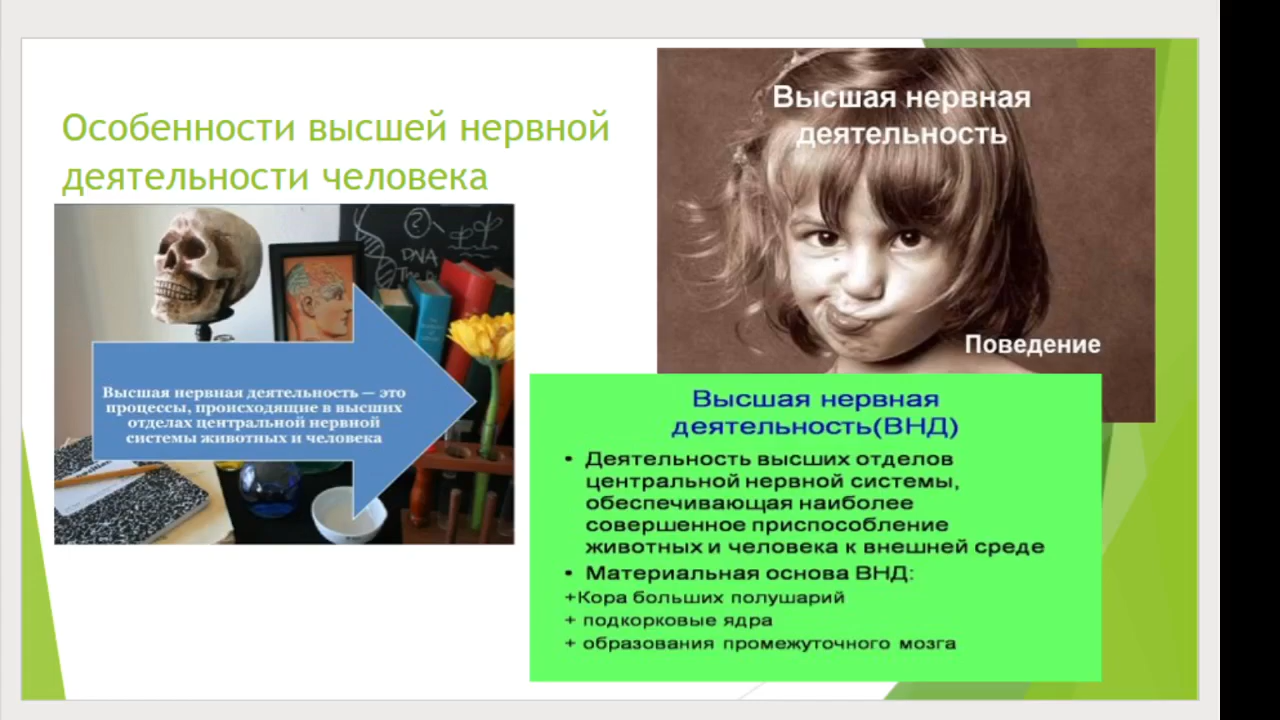 Особенности высшей нервной
деятельности человека
Высшая нервная
деятельность
Поведение
DNA
Высшая нервная деятельность — это
процессы, происходящие в высших
отделах центральной нервной
системы животных и человека
Высшая нервная
деятельность(ВНД)
• Деятельность высших отделов
центральной нервной системы,
обеспечивающая наиболее
совершенное приспособление
животных и человека к внешней среде
• Материальная основа ВНД:
+Кора больших полушарий
+ подкорковые ядра
+ образования промежуточного мозга